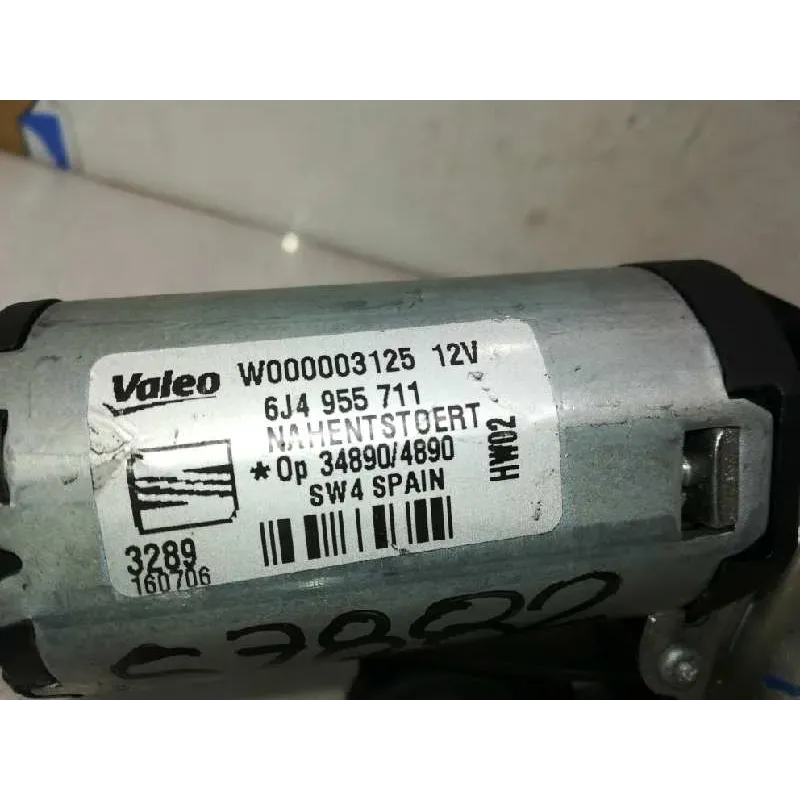 Valeo W000003125 12V
6J4 955 711
NAHENTSTOERT
*Op 34890/4890
SW4 SPAIN
HW02
3289
160706